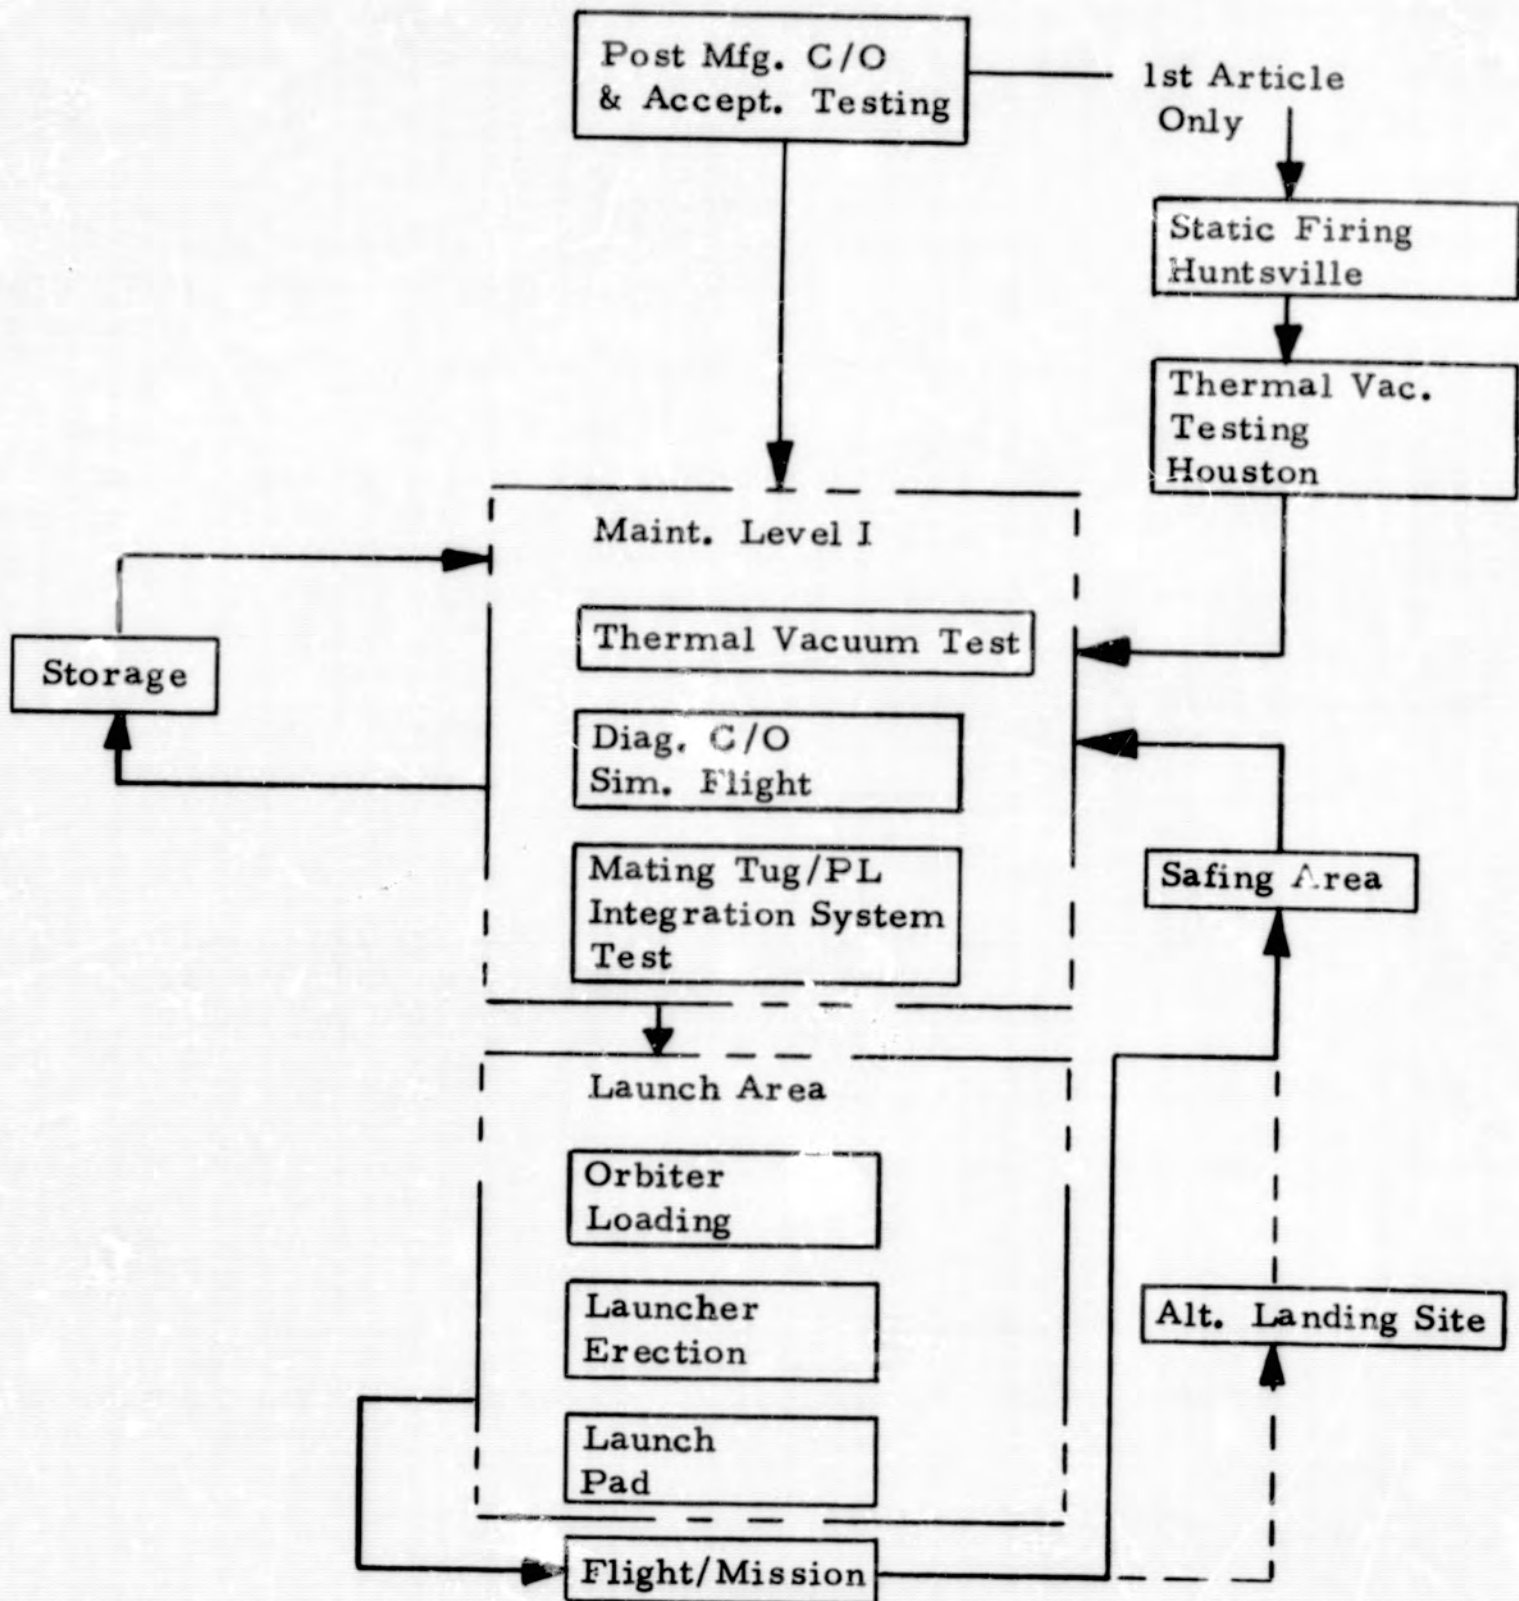 Post Mfg. C/O
& Accept. Testing
1st Article
Only
Static Firing
Huntsville
Thermal Vac.
Testing
Houston
Maint. Level I
Thermal Vacuum Test
Storage
Diag. C/O
Sim. Flight
Mating Tug/PL
Integration System
Test
Safing Area
Launch Area
Orbiter
Loading
Launcher
Erection
Alt. Landing Site
Launch
Pad
Flight/Mission